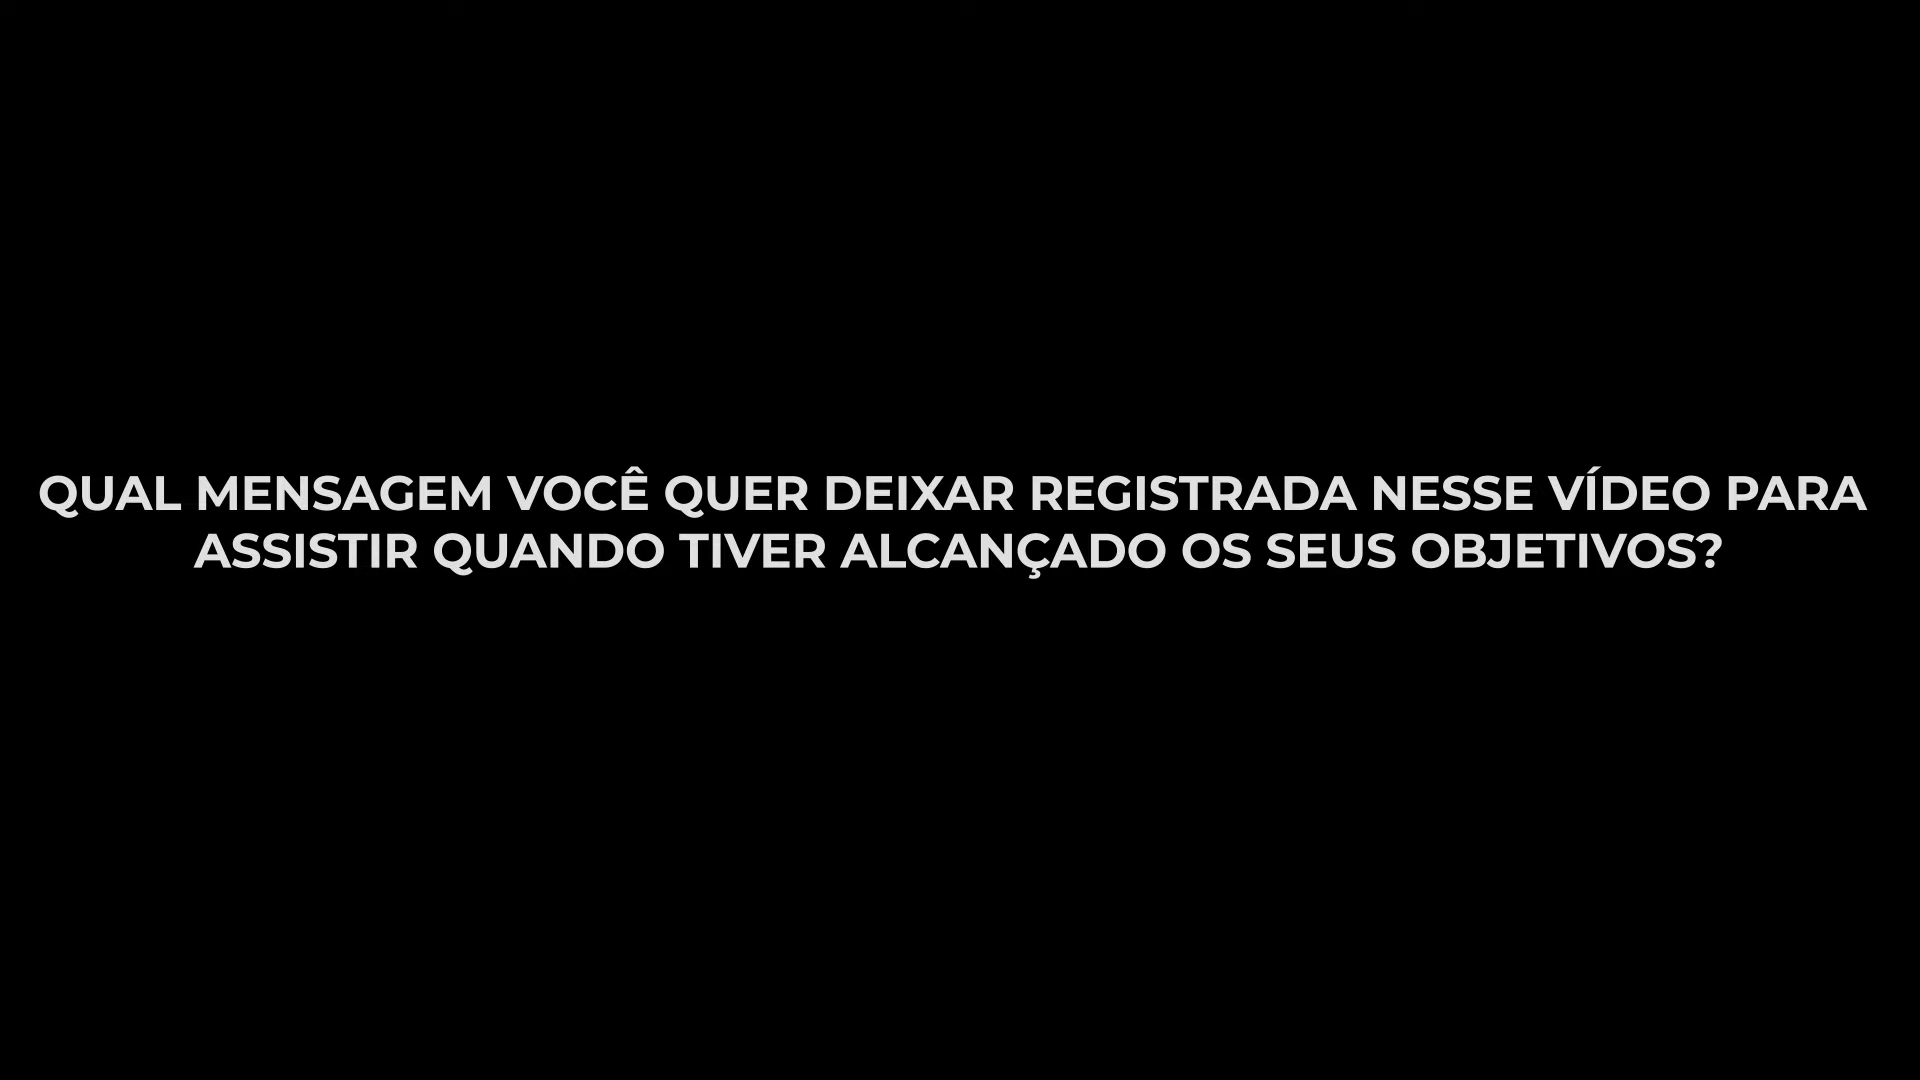 QUAL MENSAGEM VOCÊ QUER DEIXAR REGISTRADA NESSE VÍDEO PARA
ASSISTIR QUANDO TIVER ALCANÇADO OS SEUS OBJETIVOS?